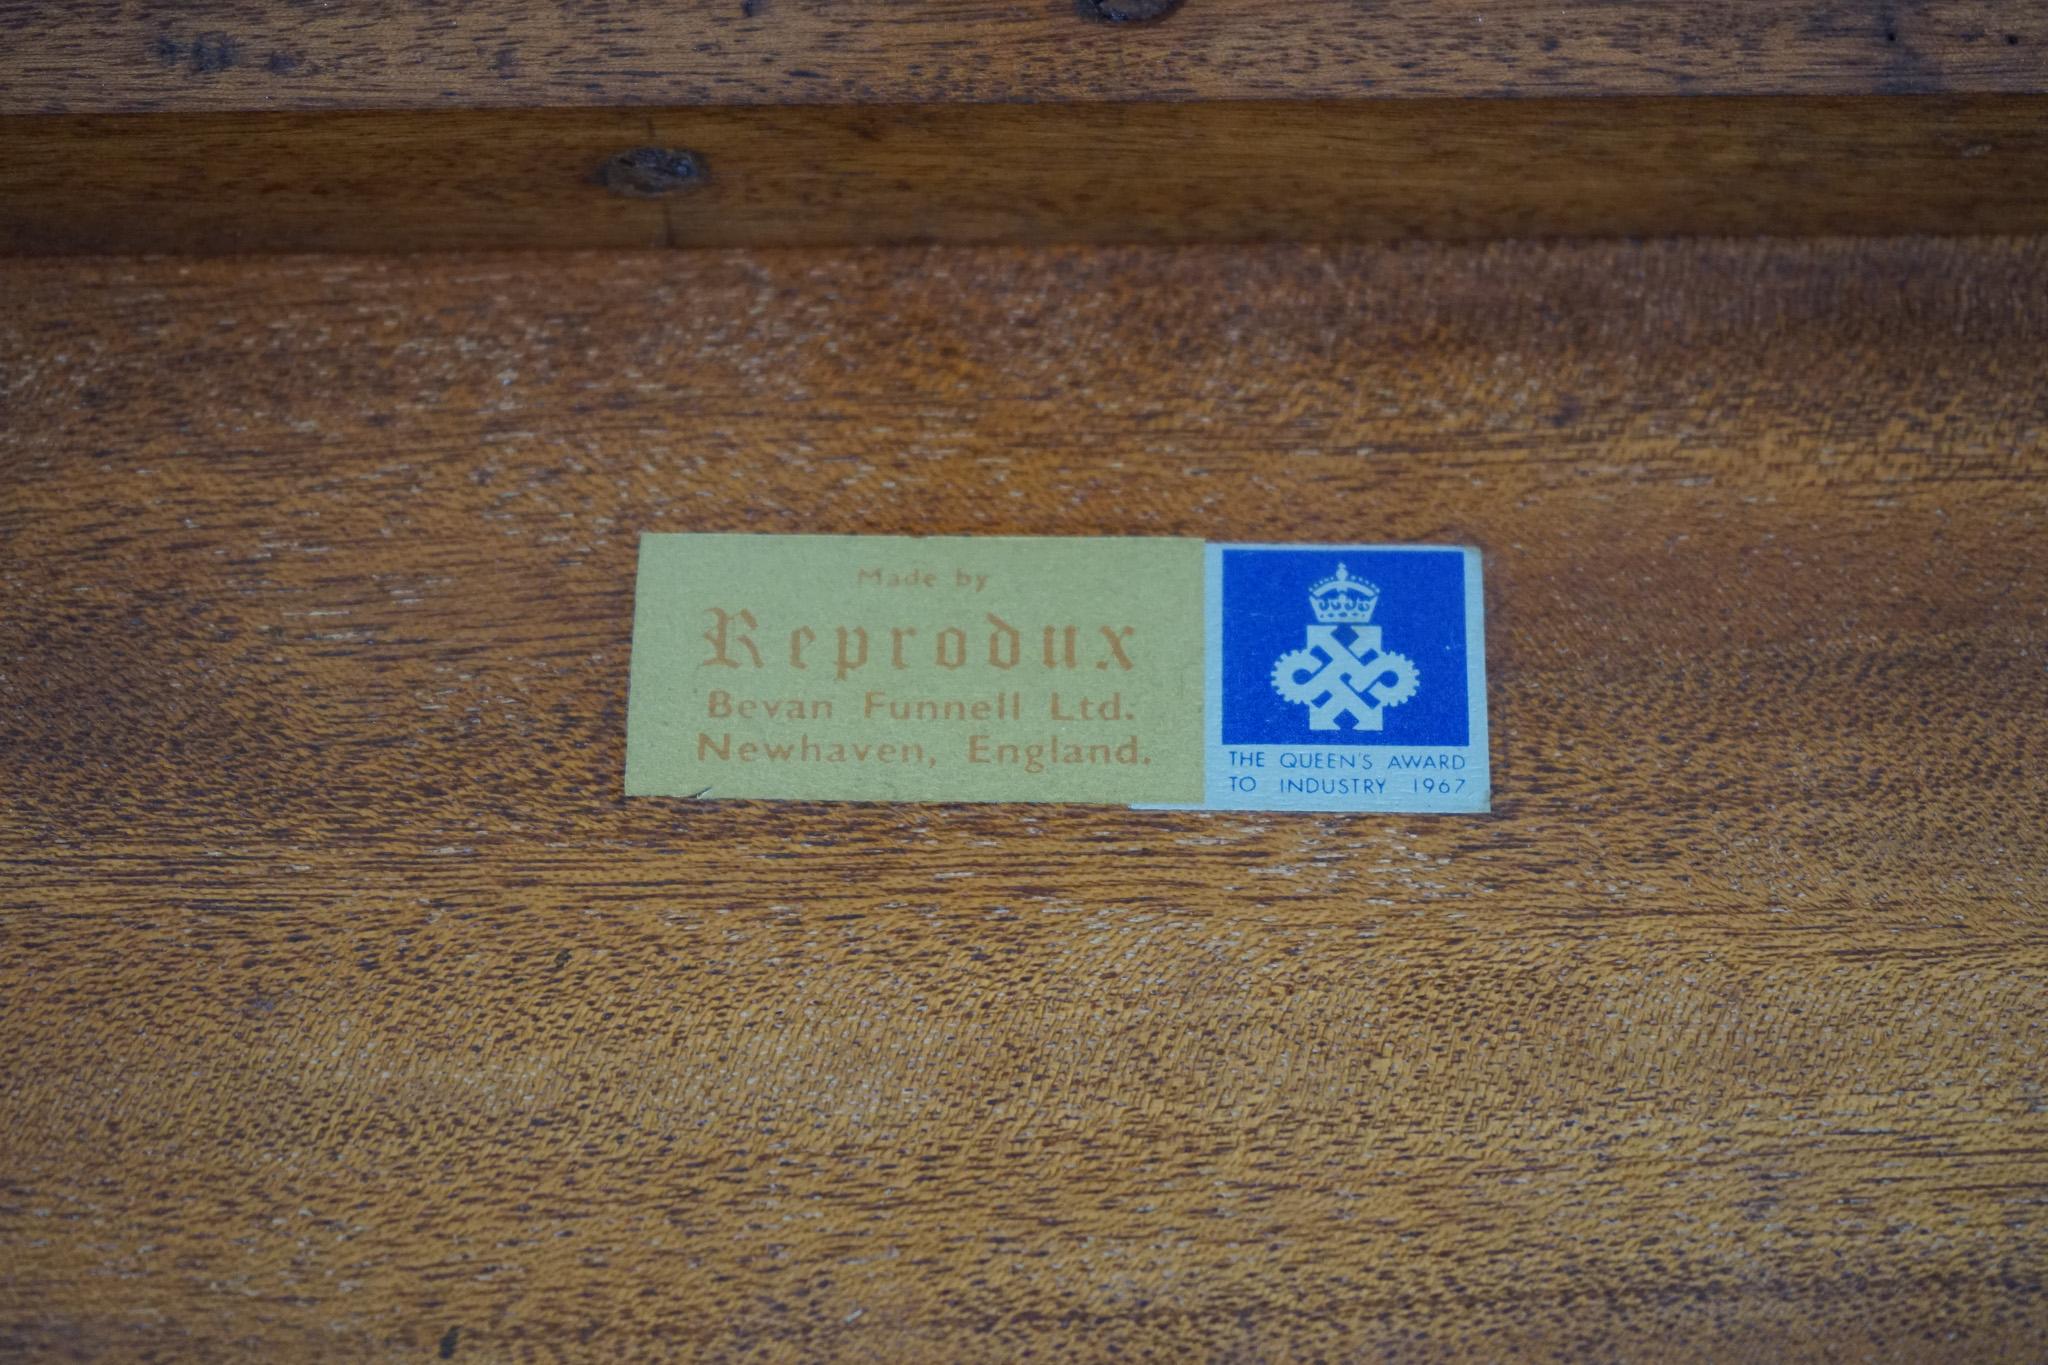 Made by
Reprodux
Bevan Funnell Ltd.
Newhaven, England.
THE QUEEN'S AWARD
TO INDUSTRY 1967